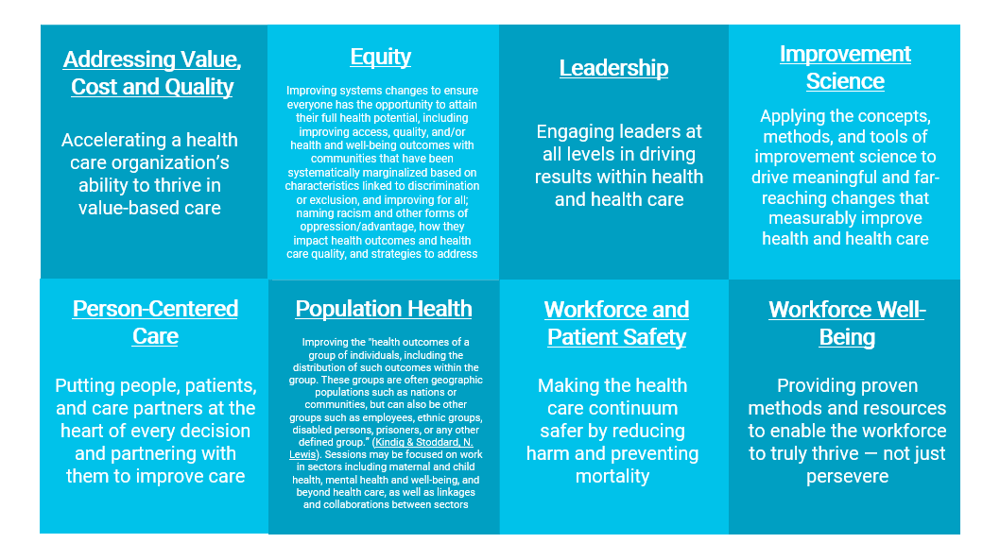 Addressing Value,
Cost and Quality
Accelerating a health
care organization's
ability to thrive in
value-based care
Equity
Improving systems changes to ensure
everyone has the opportunity to attain
their full health potential, including
improving access, quality, and/or
health and well-being outcomes with
communities that have been
systematically marginalized based on
characteristics linked to discrimination
or exclusion, and improving for all;
naming racism and other forms of
oppression/advantage, how they
impact health outcomes and health
care quality, and strategies to address
Leadership
Engaging leaders at
all levels in driving
results within health
and health care
Improvement
Science
Applying the concepts,
methods, and tools of
improvement science to
drive meaningful and far-
reaching changes that
measurably improve
health and health care
Person-Centered
Care
Putting people, patients,
and care partners at the
heart of every decision
and partnering with
them to improve care
Population Health
Improving the "health outcomes of a
group of individuals, including the
distribution of such outcomes within the
group. These groups are often geographic
populations such as nations or
communities, but can also be other
groups such as employees, ethnic groups,
disabled persons, prisoners, or any other
defined group." (Kindig & Stoddard, N.
Lewis). Sessions may be focused on work
in sectors including maternal and child
health, mental health and well-being, and
beyond health care, as well as linkages
and collaborations between sectors
Workforce and
Patient Safety
Making the health
care continuum
safer by reducing
harm and preventing
mortality
Workforce Well-
Being
Providing proven
methods and resources
to enable the workforce
to truly thrive — not just
persevere